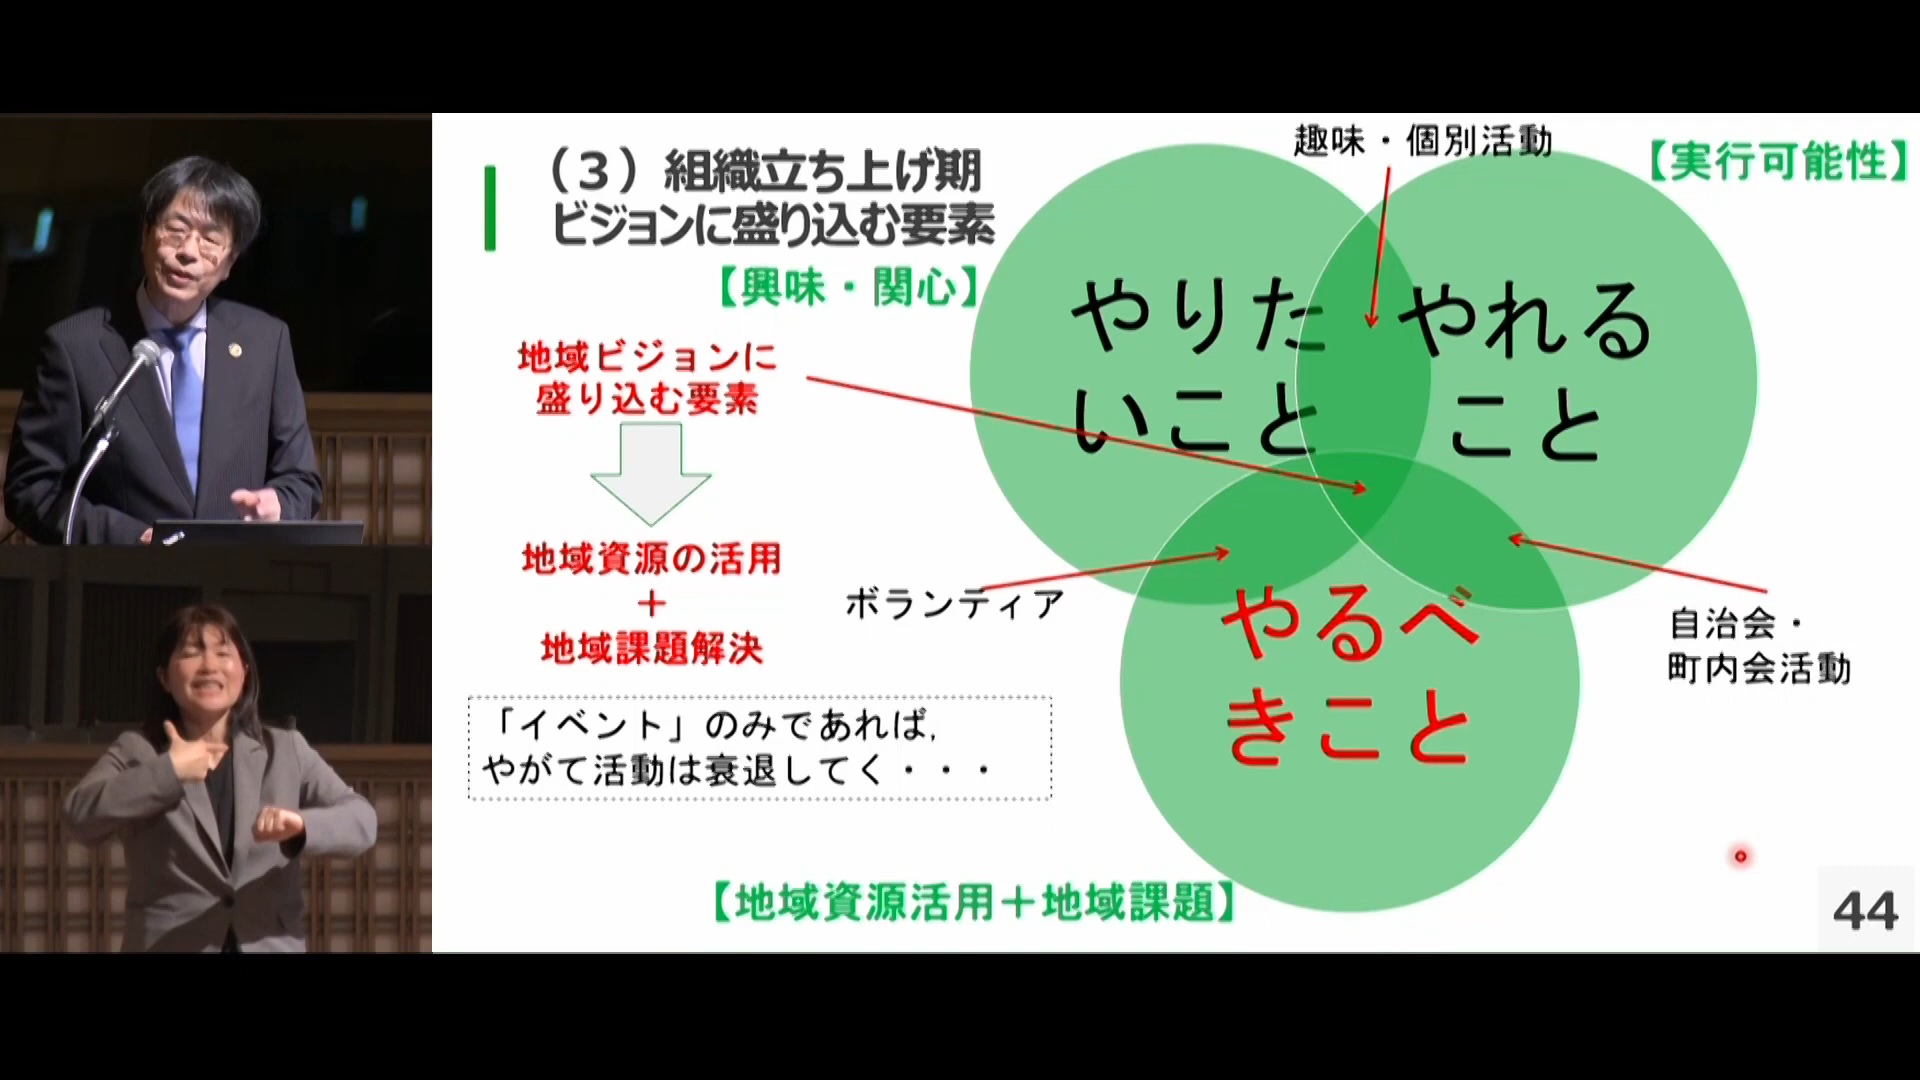 （３）組織立ち上げ期
ビジョンに盛り込む要素
【興味・関心】
地域ビジョンに
盛り込む要素
地域資源の活用
＋
地域課題解決
「イベント」のみであれば,
やがて活動は衰退してく・・・
趣味・個別活動
【実行可能性】
やりた
いこと
やれる
こと
ボランティア
やるべ
きこと
自治会・
町内会活動
【地域資源活用＋地域課題】
44